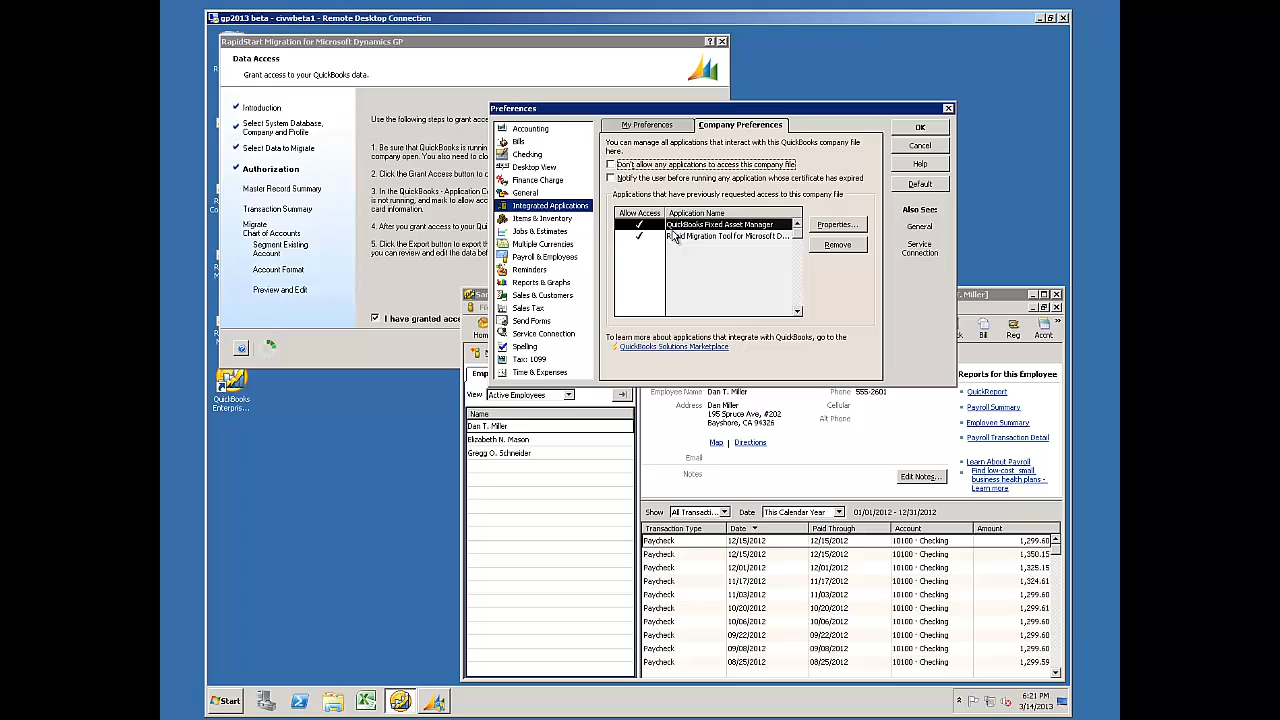 gp2013 beta - civwbeta1 - Remote Desktop Connection
RapidStart Migration for Microsoft Dynamics GP
Data Access
Grant access to your QuickBooks data.
Introduction
Select System Database,
Company and Profile
Select Data to Migrate
Authorization
Master Record Summary
Transaction Summary
Migrate
Chart of Accounts
Segment Existing
Account
Account Format
Preview and Edit
Use the following steps to grant acce
1. Be sure that QuickBooks is runnin
company open. You also need to clo
2. Click the Grant Access button to e
3. In the QuickBooks - Application C
is not running, and mark to allow ac
card information.
4. After you grant access to your Qu
5. Click the Export button to export t
you can review and edit the data befo
I have granted acce
Preferences
Accounting
Bills
Checking
Desktop View
Finance Charge
General
Integrated Applications
Items & Inventory
Jobs & Estimates
Multiple Currencies
Payroll & Employees
Reminders
Reports & Graphs
Sales & Customers
Sales Tax
Send Forms
Service Connection
Spelling
Tax: 1099
Time & Expenses
My Preferences
Company Preferences
You can manage all applications that interact with this QuickBooks company file
here.
Don't allow any applications to access this company file
Notify the user before running any application whose certificate has expired
Applications that have previously requested access to this company file
Allow Access Application Name
QuickBooks Fixed Asset Manager
Migration Tool for Microsoft D...
Properties...
Remove
To learn more about applications that integrate with QuickBooks, go to the
QuickBooks Solutions Marketplace
OK
Cancel
Help
Default
Also See:
General
Service
Connection
T. Miller]
Hom
Bill
Reg
Accnt
Emp
View Active Employees
Name
Dan T. Miller
Elizabeth N. Mason
Gregg O. Schneider
Employee Name Dan T. Miller
Phone 555-2601
Address Dan Miller
195 Spruce Ave, #202
Bayshore, CA 94326
Cellular
Alt Phone
Map | Directions
Email
Notes
Edit Notes...
Reports for this Employee
QuickReport
Payroll Summary
Employee Summary
Payroll Transaction Detail
Learn About Payroll
Find low-cost small
business health plans -
Learn more
Show All Transacti... Date This Calendar Year 01/01/2012 - 12/31/2012
Transaction Type Date Paid Through Account Amount
Paycheck 12/15/2012 12/15/2012 10100 · Checking 1,299.60
Paycheck 12/15/2012 12/15/2012 10100 · Checking 1,350.15
Paycheck 12/01/2012 12/01/2012 10100 · Checking 1,325.15
Paycheck 11/17/2012 11/17/2012 10100 · Checking 1,324.61
Paycheck 11/03/2012 11/03/2012 10100 · Checking 1,299.60
Paycheck 10/20/2012 10/20/2012 10100 · Checking 1,299.61
Paycheck 10/06/2012 10/06/2012 10100 · Checking 1,299.60
Paycheck 09/22/2012 09/22/2012 10100 · Checking 1,299.60
Paycheck 09/08/2012 09/08/2012 10100 · Checking 1,299.60
Paycheck 08/25/2012 08/25/2012 10100 · Checking 1,299.59
QuickBooks
Enterpris...
Start
6:21 PM
3/14/2013